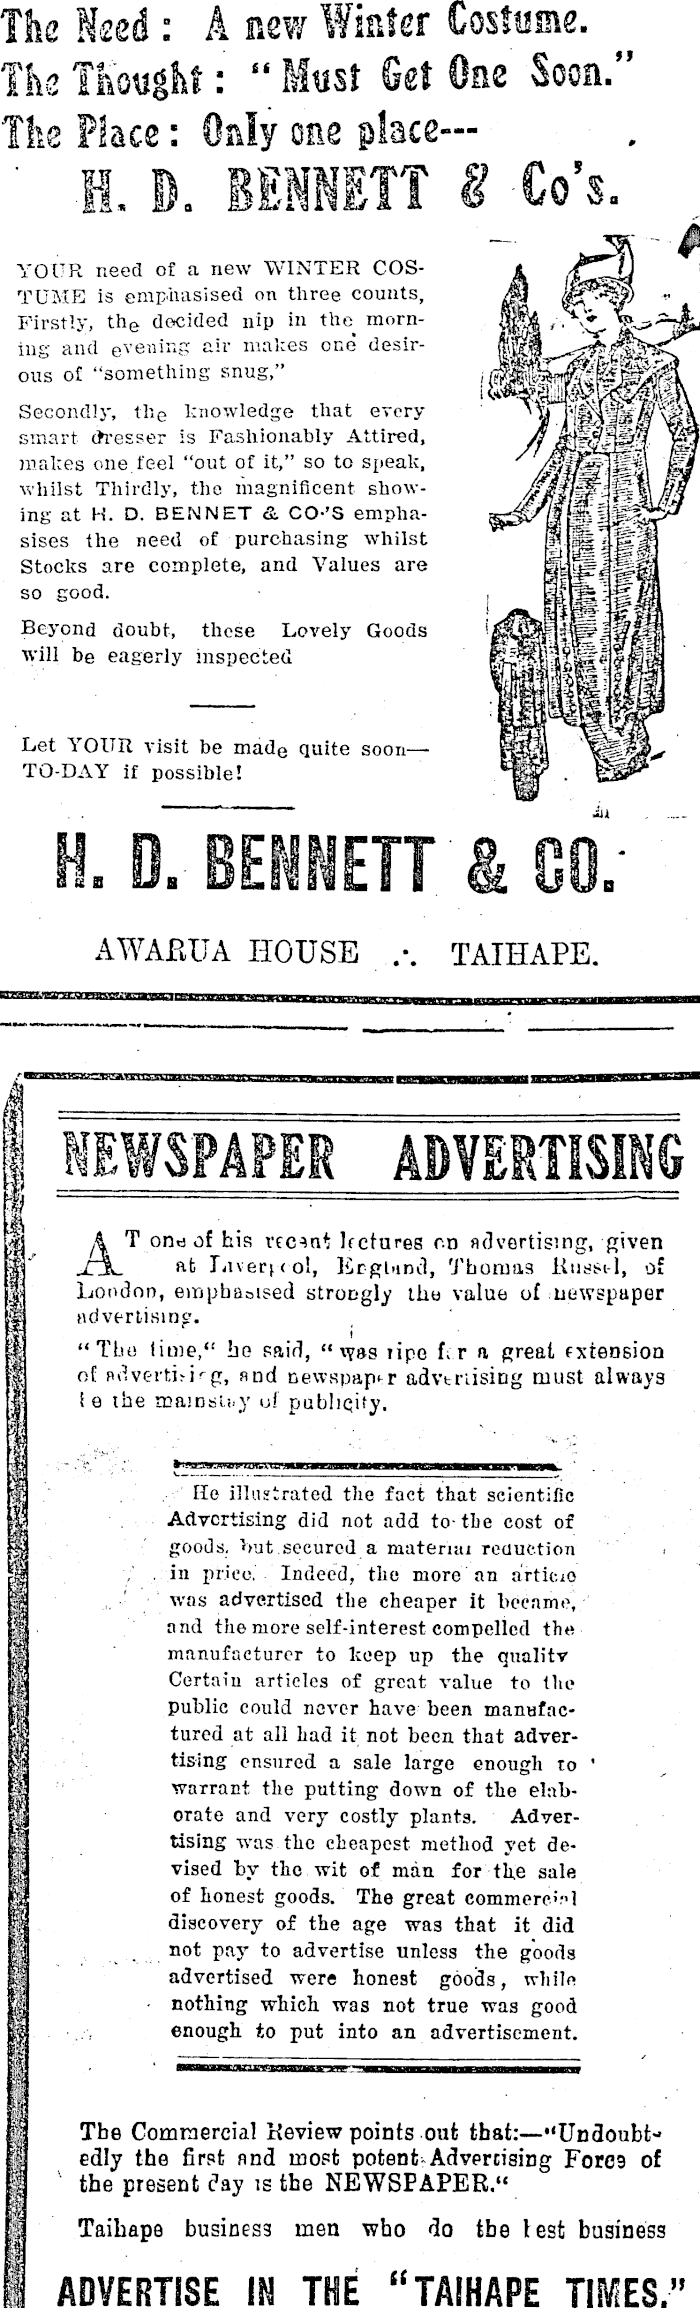 The Need : A new Winter Costume.
The Thought : "Must Get One Soon."
The Place : Only one place---
H. D. BENNETT & Co's.
YOUR need of a new WINTER COS-
TUME is emphasised on three counts,
Firstly, the decided nip in the morn-
ing and evening air makes one desir-
ous of "something snug,"
Secondly, the knowledge that every
smart dresser is Fashionably Attired,
makes one feel "out of it," so to speak,
whilst Thirdly, the magnificent show-
ing at H. D. BENNET & CO'S empha-
sises the need of purchasing whilst
Stocks are complete, and Values are
so good.
Beyond doubt, these Lovely Goods
will be eagerly inspected
Let YOUR visit be made quite soon—
TO-DAY if possible!
H. D. BENNETT & CO.
AWARUA HOUSE ∴ TAIHAPE.
NEWSPAPER ADVERTISING
AT one of his recent lectures on advertising, given
at Liverpool, England, Thomas Russel, of
London, emphasised strongly the value of newspaper
advertising.
"The time," he said, "was ripe for a great extension
of advertising, and newspaper advertising must always
be the mainstay of publicity.
He illustrated the fact that scientific
Advertising did not add to the cost of
goods, but secured a material reduction
in price. Indeed, the more an article
was advertised the cheaper it became,
and the more self-interest compelled the
manufacturer to keep up the quality
Certain articles of great value to the
public could never have been manufac-
tured at all had it not been that adver-
tising ensured a sale large enough to
warrant the putting down of the elab-
orate and very costly plants. Adver-
tising was the cheapest method yet de-
vised by the wit of man for the sale
of honest goods. The great commercial
discovery of the age was that it did
not pay to advertise unless the goods
advertised were honest goods, while
nothing which was not true was good
enough to put into an advertisement.
The Commercial Review points out that:—"Undoubt-
edly the first and most potent Advertising Force of
the present day is the NEWSPAPER."
Taihape business men who do the best business
ADVERTISE IN THE "TAIHAPE TIMES."